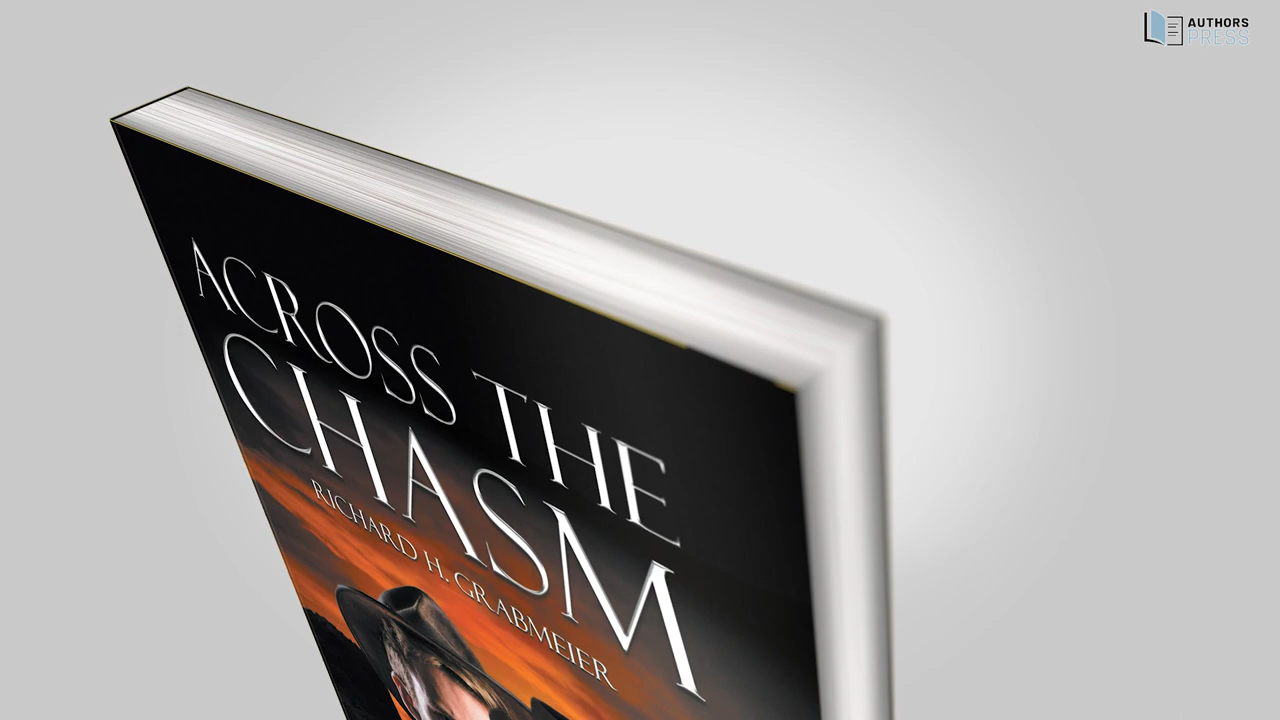 AUTHORS
PRESS
ACROSS THE
CHASM
RICHARD H. GRABMEIER